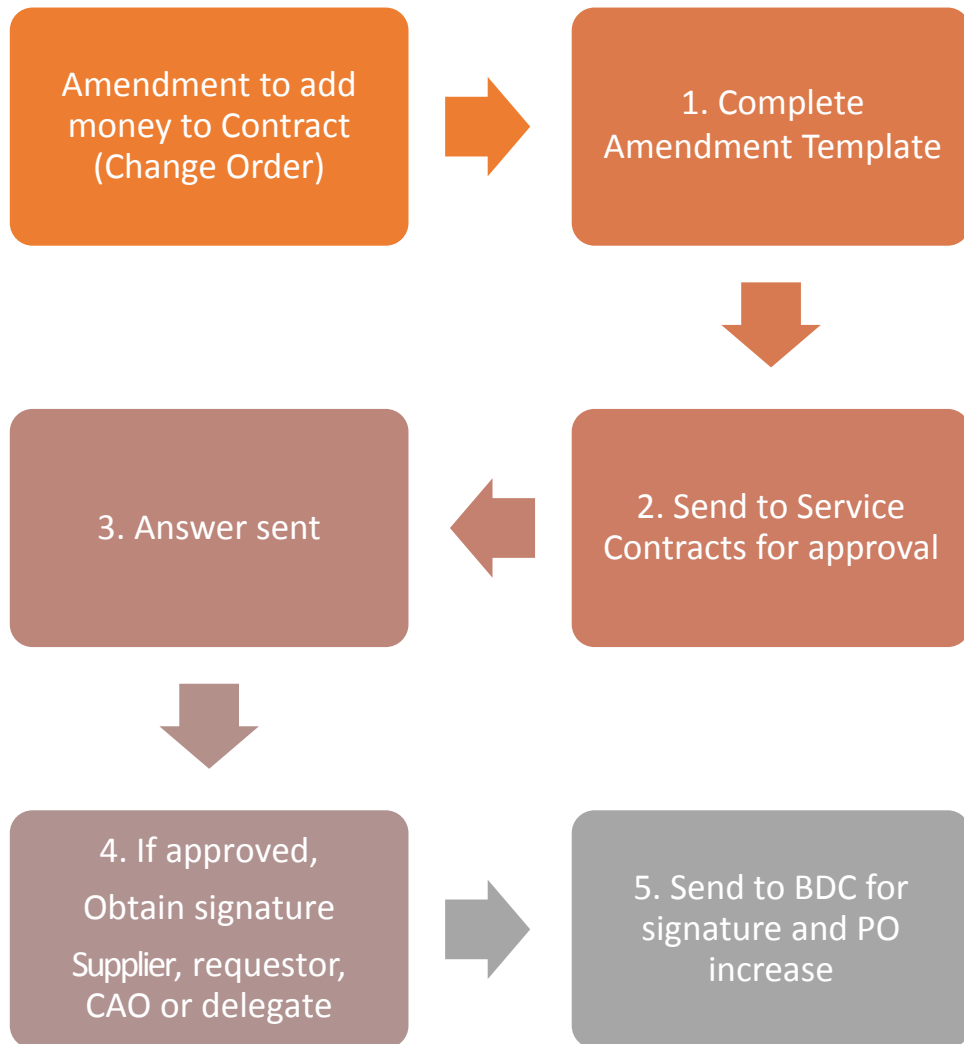 Amendment to add
money to Contract
(Change Order)
1. Complete
Amendment Template
2. Send to Service
Contracts for approval
3. Answer sent
4. If approved,
Obtain signature
Supplier, requestor,
CAO or delegate
5. Send to BDC for
signature and PO
increase